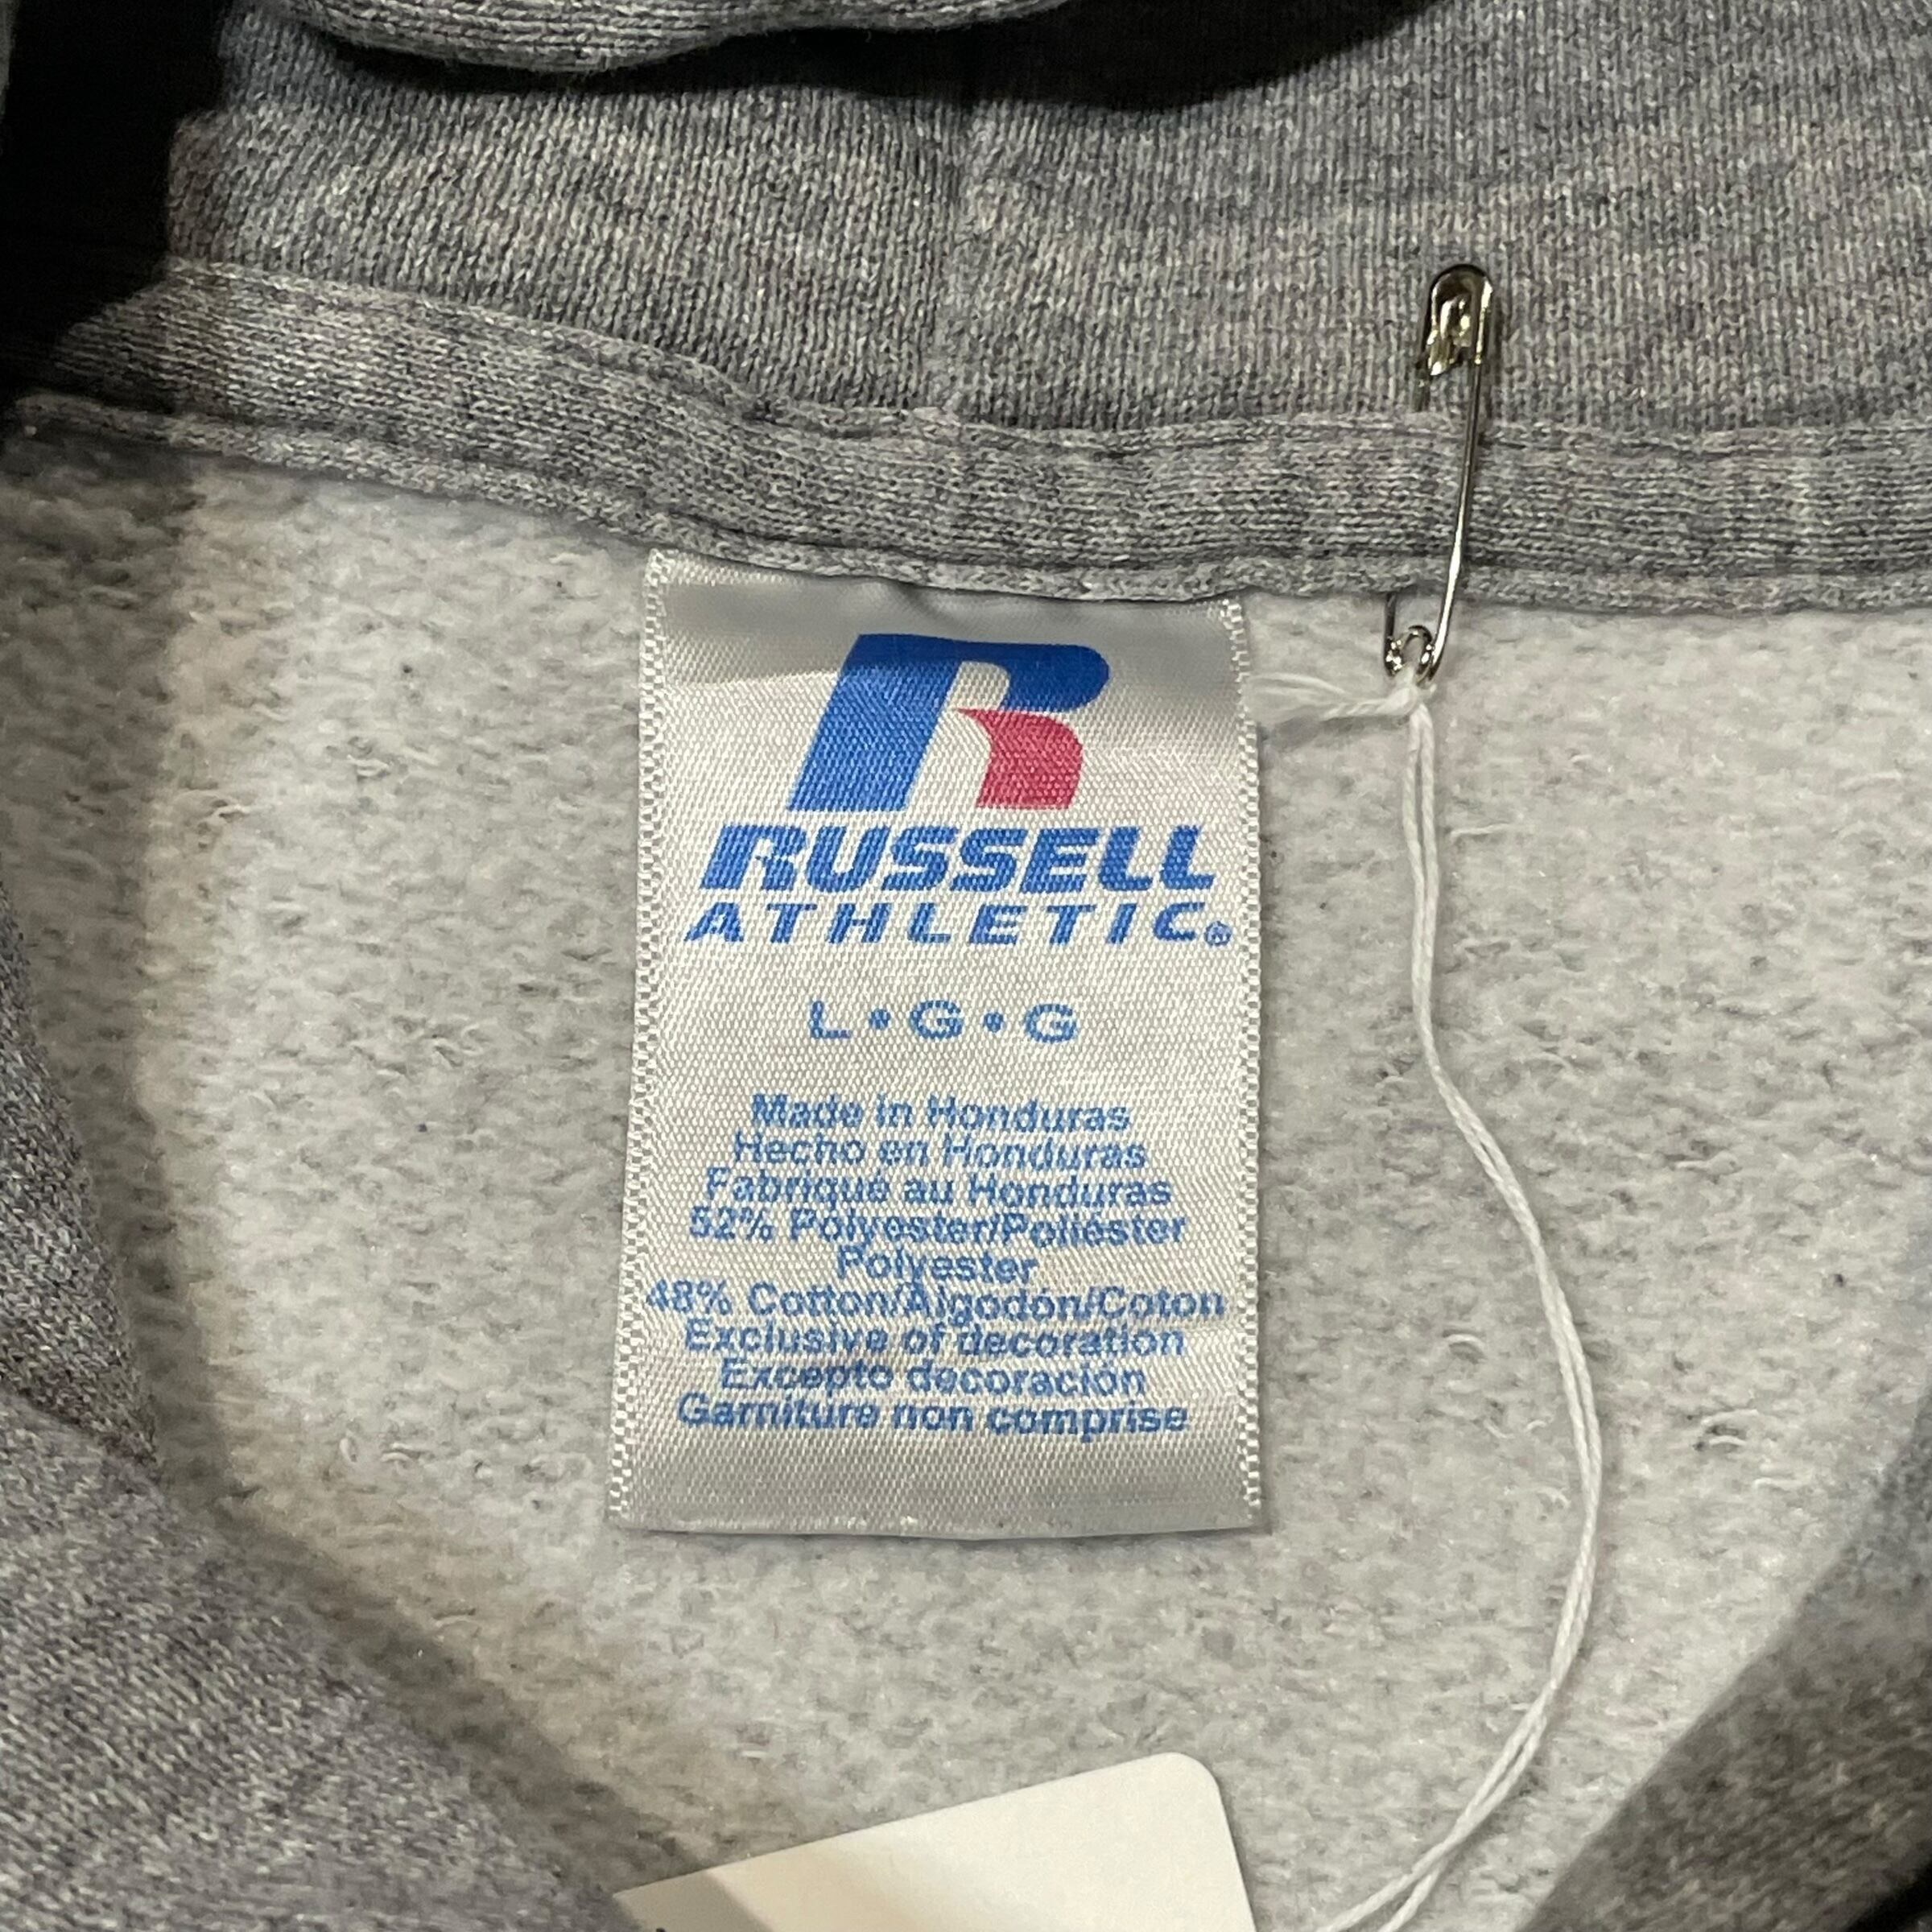 R
RUSSELL
ATHLETIC®
L•G•G
Made in Honduras
Hecho en Honduras
Fabriqué au Honduras
52% Polyester/Poliéster
Polyester
48% Cotton/Algodón/Coton
Exclusive of decoration
Excepto decoración
Garniture non comprise